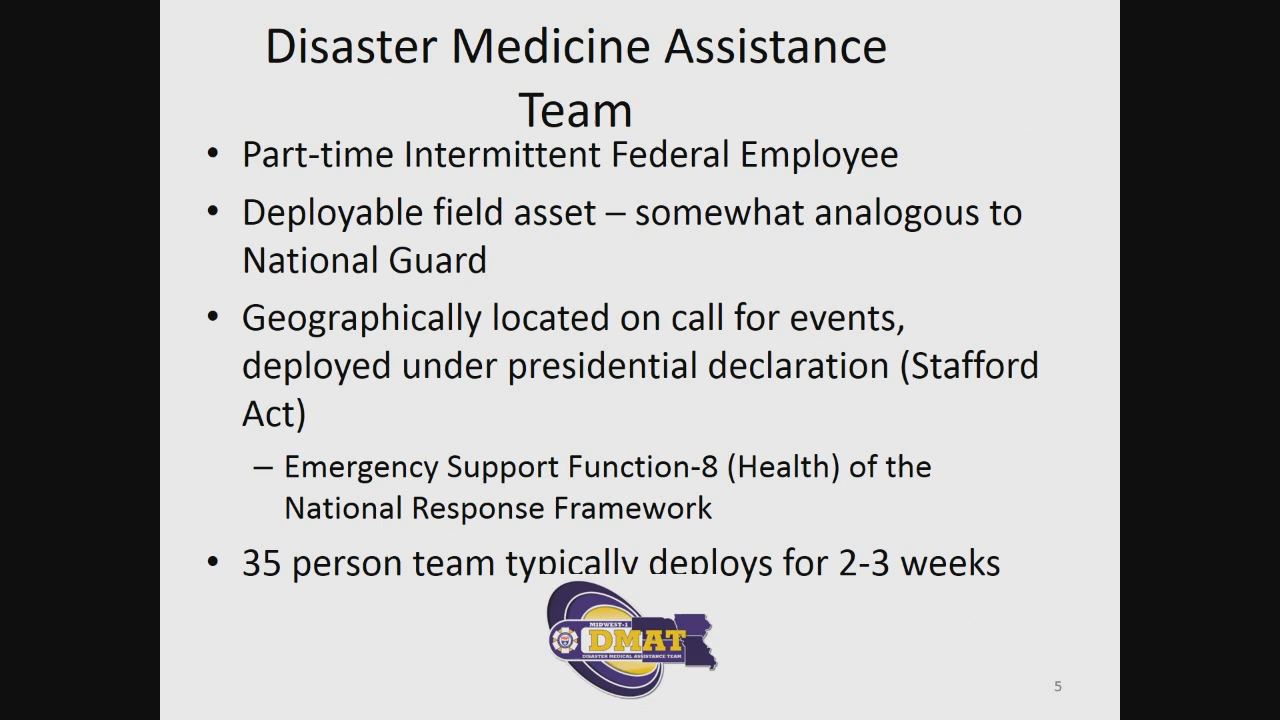 Disaster Medicine Assistance
Team
• Part-time Intermittent Federal Employee
• Deployable field asset – somewhat analogous to
National Guard
• Geographically located on call for events,
deployed under presidential declaration (Stafford
Act)
– Emergency Support Function-8 (Health) of the
National Response Framework
• 35 person team typically deploys for 2-3 weeks
MIDWEST-1
DMAT
DISASTER MEDICAL ASSISTANCE TEAM
5